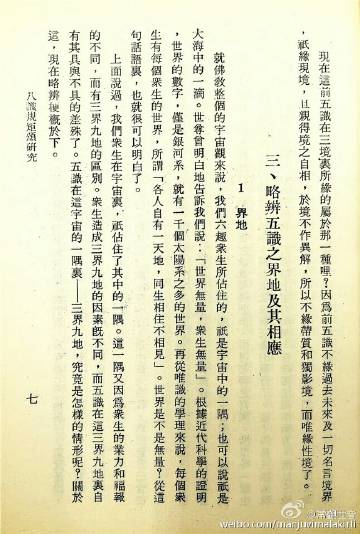 現在這前五識在三境裏所緣的屬於那一種哩?因爲前五識不緣過去未來及一切名言境界
,祇緣現境,且親得境之自相,於境不作異解,所以不緣帶質和獨影境,而唯緣性境了。
三、略辨五識之界地及其相應
1 界地
就佛敎整個的宇宙觀來說,我們六趣衆生所佔住的,祇是宇宙中的一隅;也可以說祇是
大海中的一滴。世尊曾明白地告訴我們說:「世界無量,衆生無量」。根據近代科學的證明
,世界的數字,僅是銀河系,就有一千個太陽系之多的世界。再從唯識的學理來說,每個衆
生有每個衆生的世界,所謂「各人自有一天地,同生相住不相見」。世界是不是無量?從這
句話語裏,也就很可以明白了。
上面說過,我們衆生在宇宙裏,祇佔住了其中的一隅。這一隅又因爲衆生的業力和福報
的不同,而有三界九地的區別。衆生造成三界九地的因素旣不同,而五識在這三界九地裏自
有其具與不具的差殊了。五識在這宇宙的一隅裏——三界九地,究竟是怎樣的情形呢?關於
這,現在略辨梗槪於下。
八識規矩頌研究
七
weibo.com/manjuvimalakirti